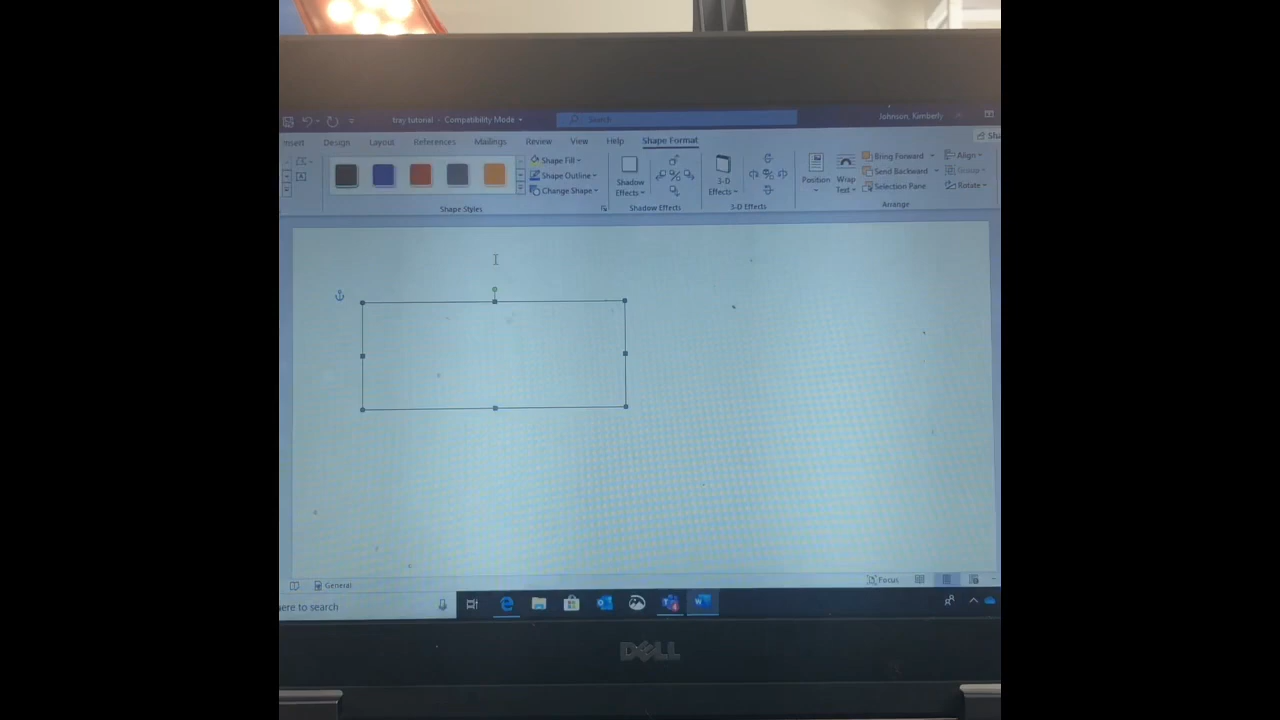 tray tutorial - Compatibility Mode
Search
Johnson, Kimberly
Insert Design Layout References Mailings Review View Help Shape Format
Shape Fill
Shape Outline
Change Shape
Shape Styles
Shadow
Effects
Shadow Effects
3-D
Effects
3-D Effects
Position
Wrap
Text
Bring Forward
Send Backward
Selection Pane
Align
Group
Rotate
Arrange
General
Focus
here to search
DELL